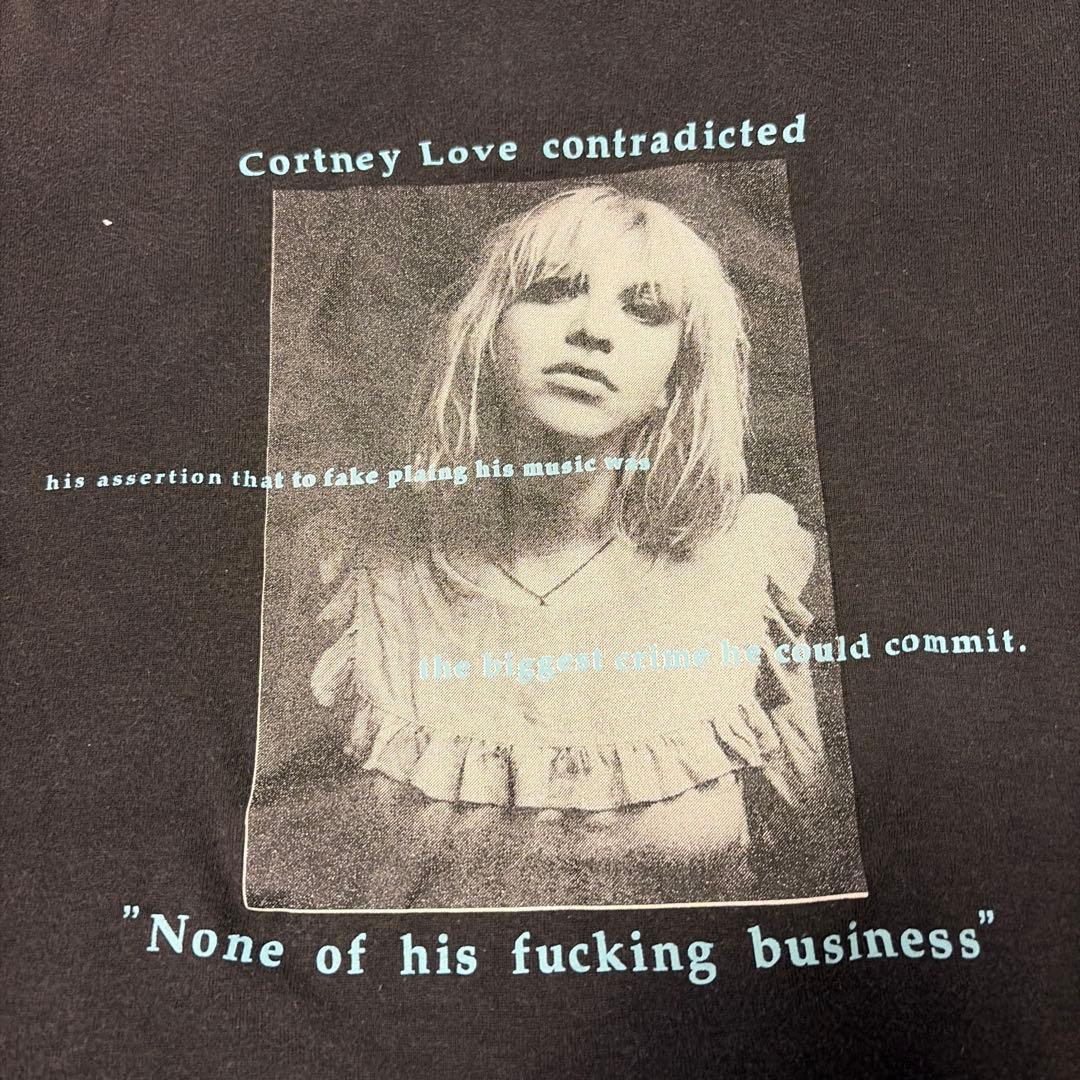 Cortney Love contradicted
his assertion that to fake plaing his music was
the biggest crime he could commit.
"None of his fucking business"